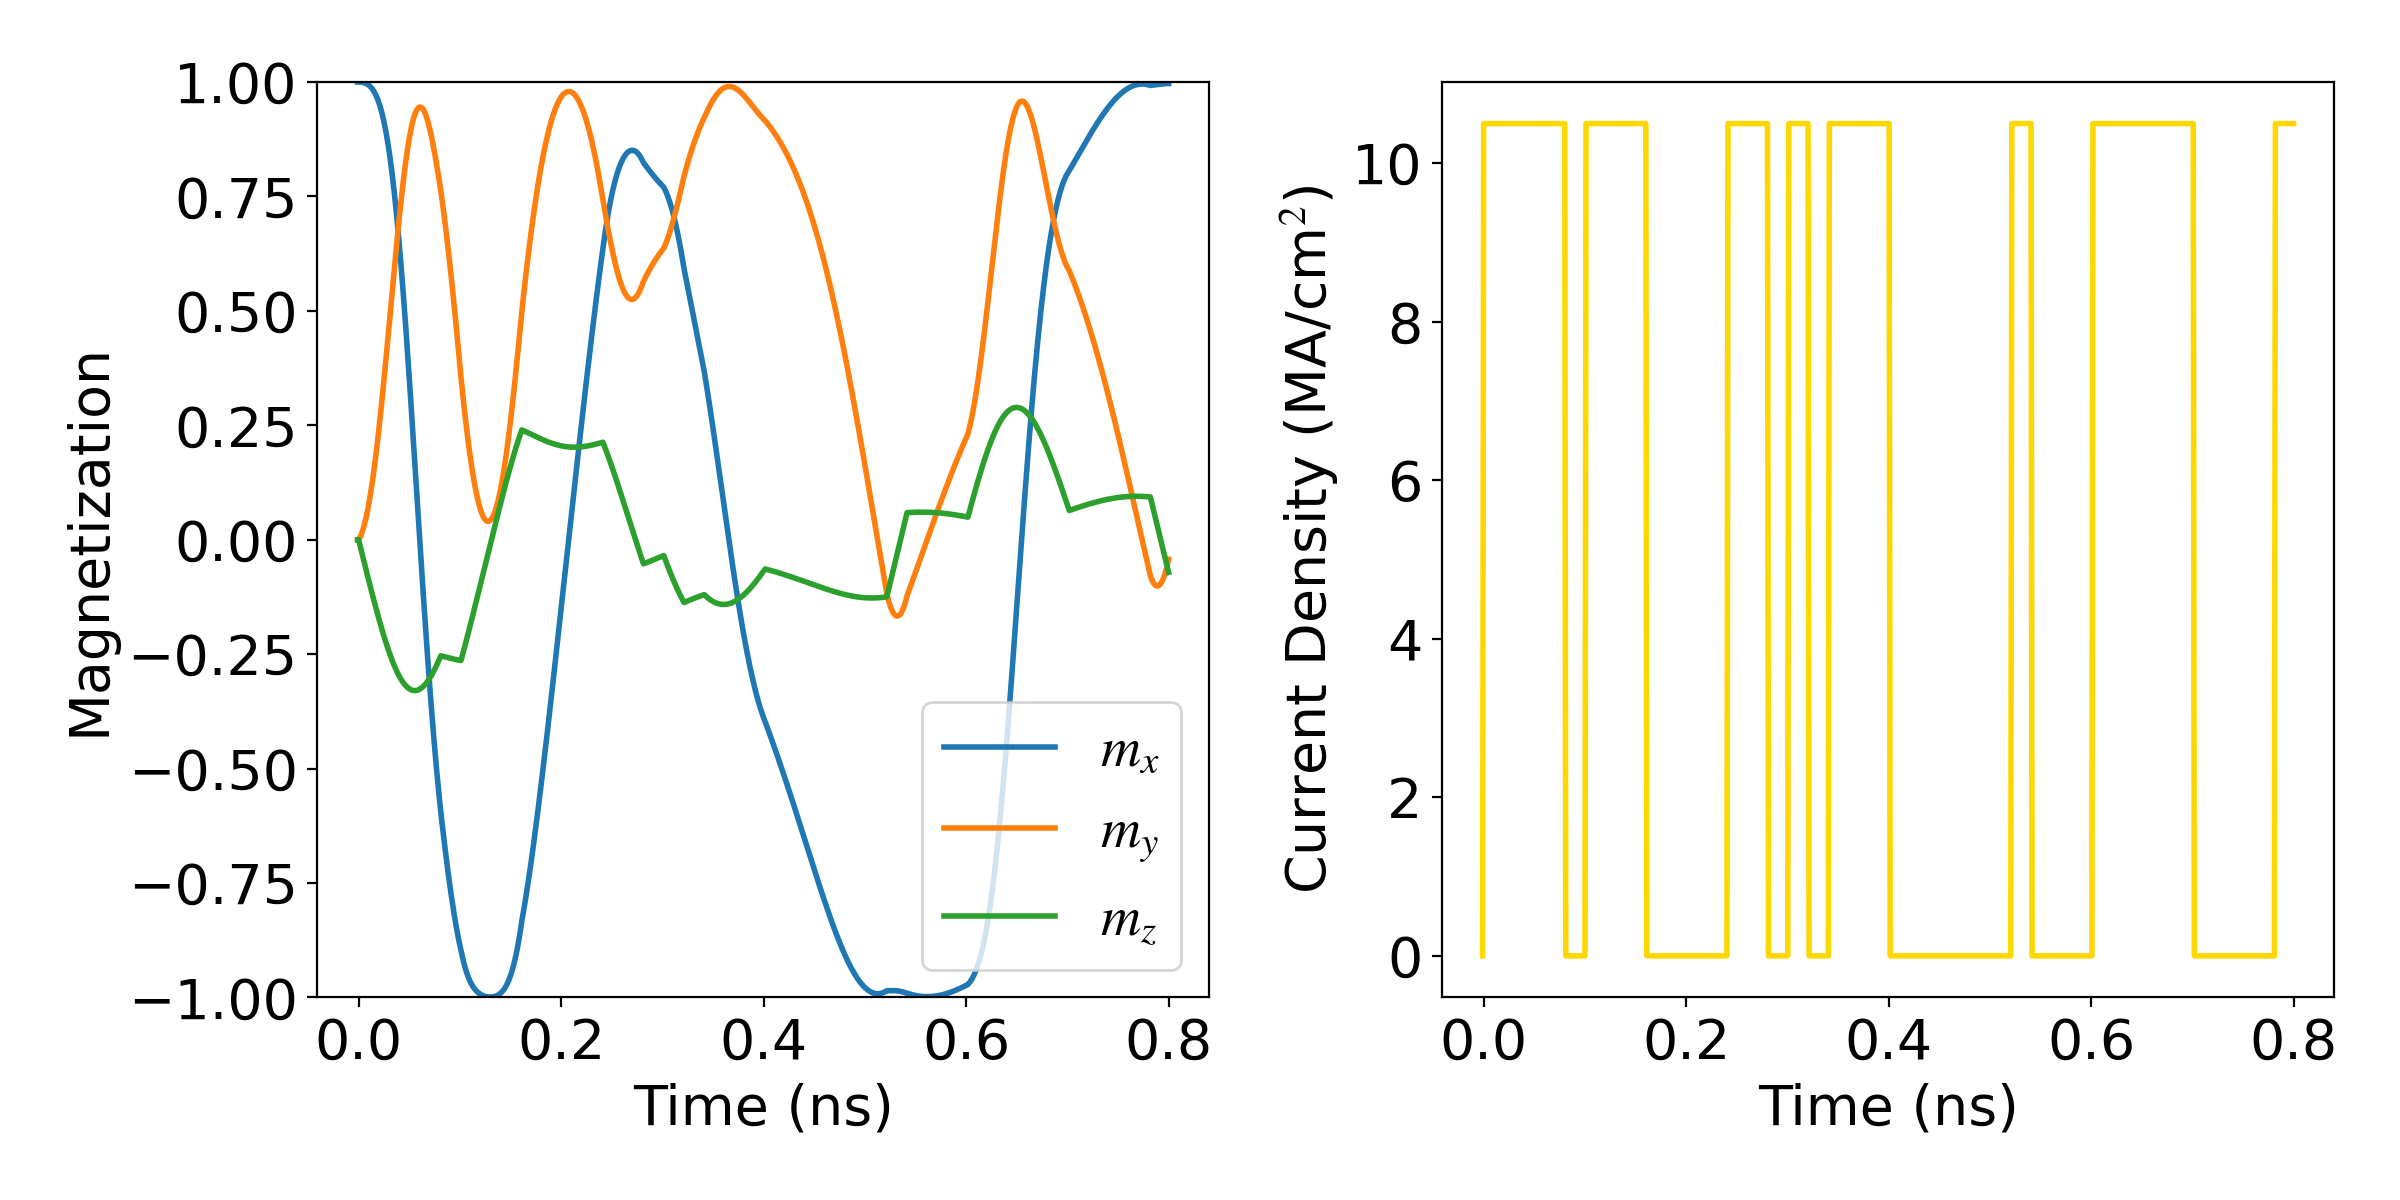 Magnetization
1.00
0.75
0.50
0.25
0.00
−0.25
−0.50
−0.75
−1.00
0.0 0.2 0.4 0.6 0.8
Time (ns)
m_x
m_y
m_z
Current Density (MA/cm²)
10
8
6
4
2
0
0.0 0.2 0.4 0.6 0.8
Time (ns)